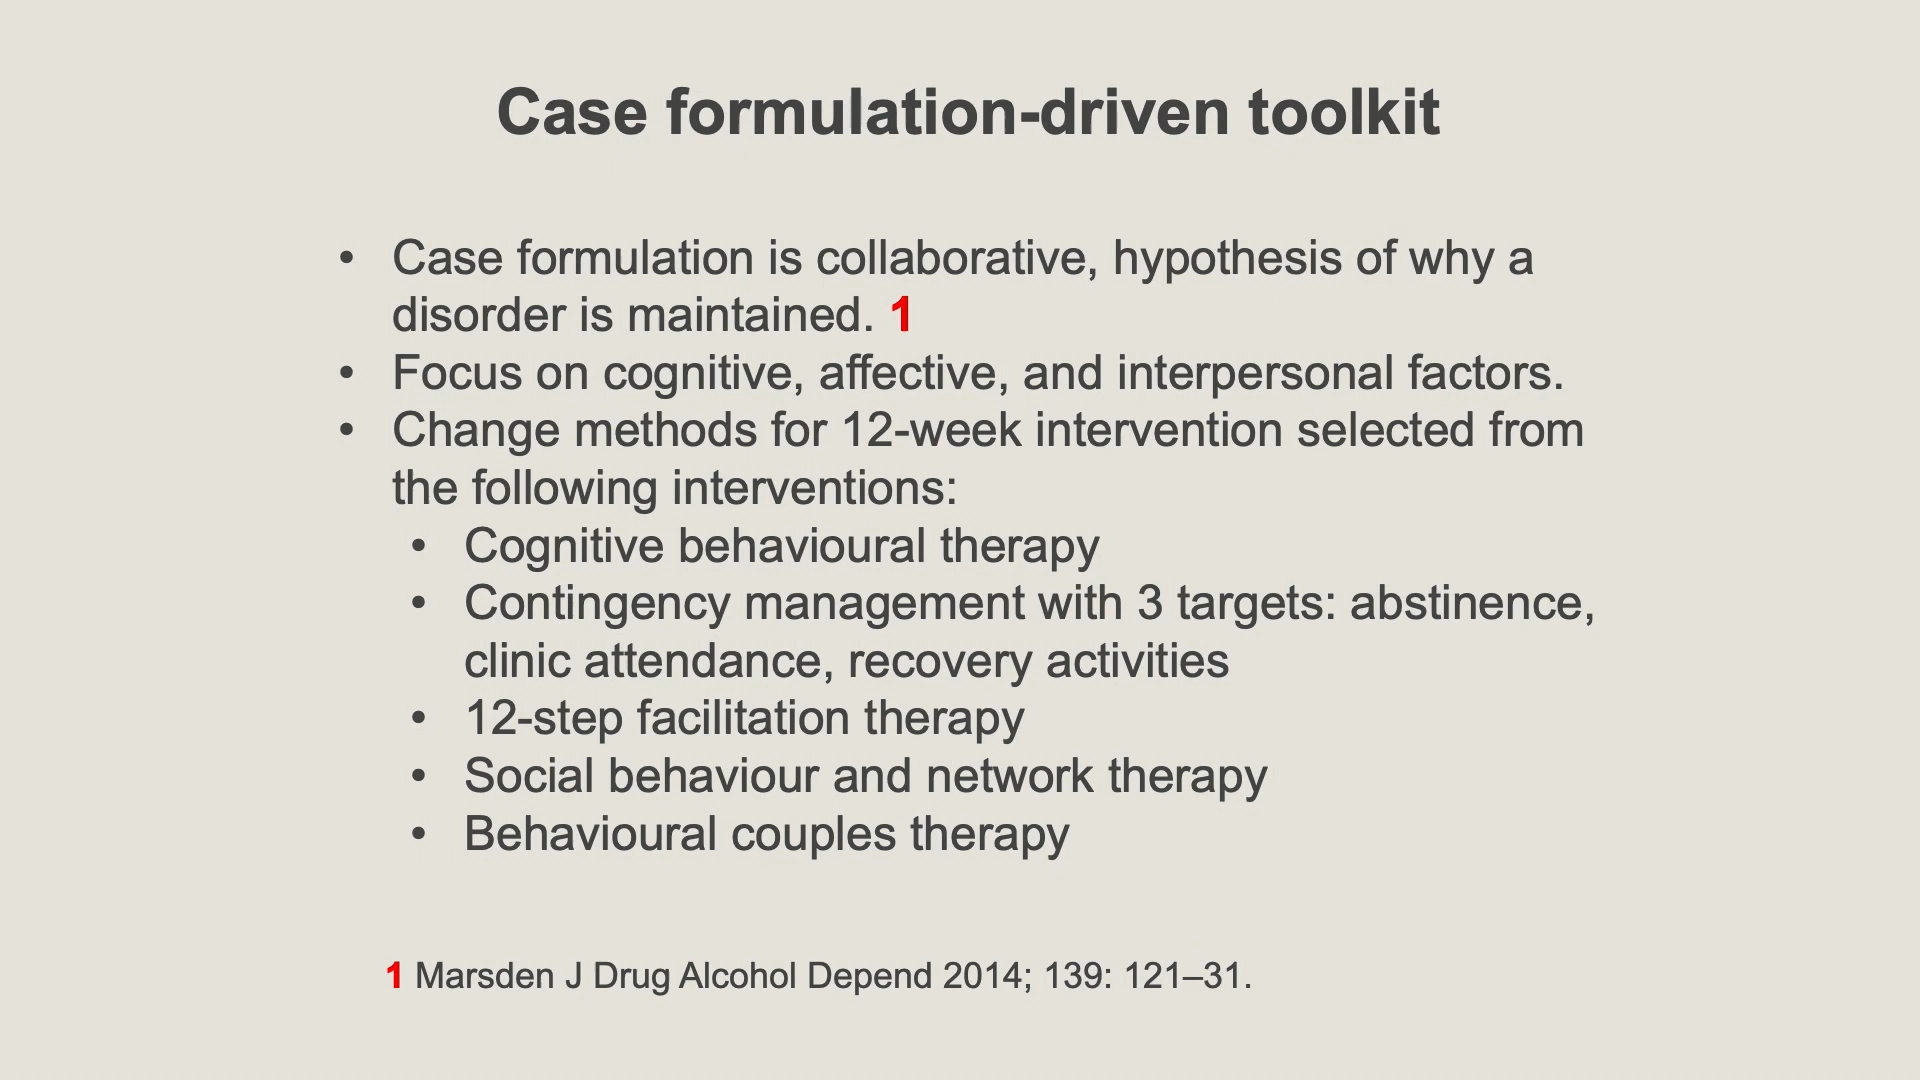 Case formulation-driven toolkit
• Case formulation is collaborative, hypothesis of why a
disorder is maintained. 1
• Focus on cognitive, affective, and interpersonal factors.
• Change methods for 12-week intervention selected from
the following interventions:
• Cognitive behavioural therapy
• Contingency management with 3 targets: abstinence,
clinic attendance, recovery activities
• 12-step facilitation therapy
• Social behaviour and network therapy
• Behavioural couples therapy
1 Marsden J Drug Alcohol Depend 2014; 139: 121–31.